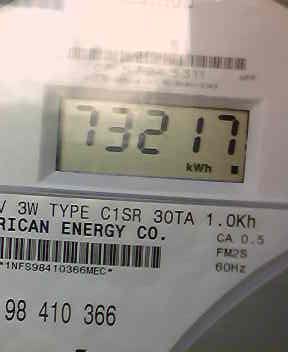 73217
kWh
V 3W TYPE C1SR 30TA 1.0Kh
RICAN ENERGY CO.
CA 0.5
FM2S
60Hz
*1NFS98410366MEC*
98 410 366